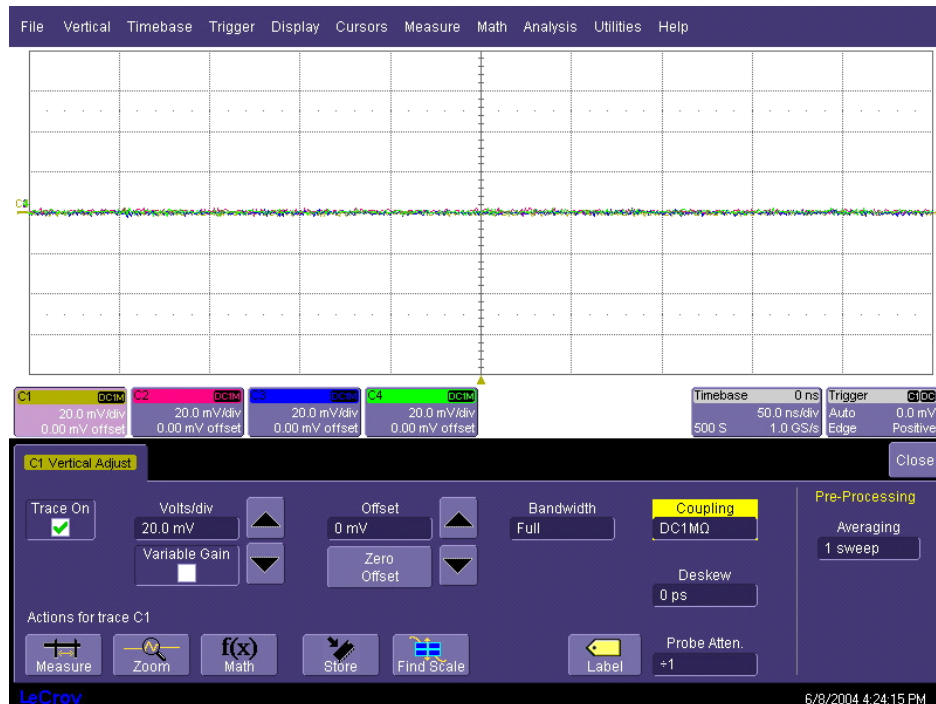 File Vertical Timebase Trigger Display Cursors Measure Math Analysis Utilities Help
C1 DC1M
20.0 mV/div
0.00 mV offset
C2 DC1M
20.0 mV/div
0.00 mV offset
C3 DC1M
20.0 mV/div
0.00 mV offset
C4 DC1M
20.0 mV/div
0.00 mV offset
Timebase 0 ns
50.0 ns/div
500 S 1.0 GS/s
Trigger C1 DC
Auto 0.0 mV
Edge Positive
C1 Vertical Adjust
Close
Trace On
Volts/div
20.0 mV
Variable Gain
Offset
0 mV
Zero
Offset
Bandwidth
Full
Coupling
DC1MΩ
Deskew
0 ps
Probe Atten.
÷1
Pre-Processing
Averaging
1 sweep
Actions for trace C1
Measure
Zoom
f(x)
Math
Store
Find Scale
Label
LeCroy
6/8/2004 4:24:15 PM